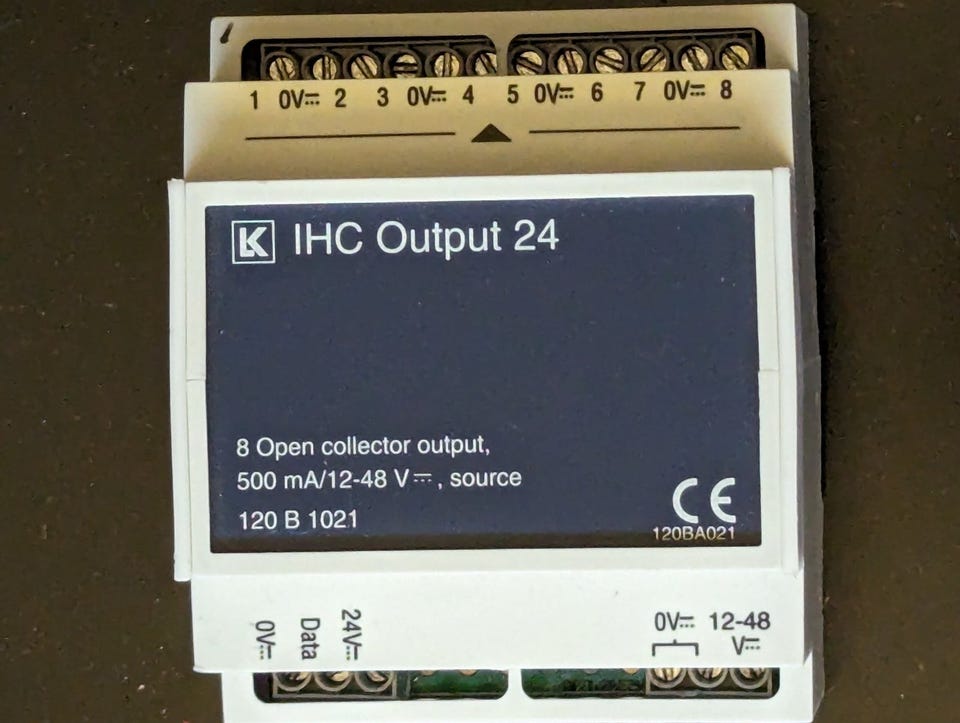 1 0V⎓ 2 3 0V⎓ 4 5 0V⎓ 6 7 0V⎓ 8
LK IHC Output 24
8 Open collector output,
500 mA/12-48 V⎓, source
120 B 1021
CE
120BA021
0V⎓ Data 24V⎓ 0V⎓ 12-48
V⎓